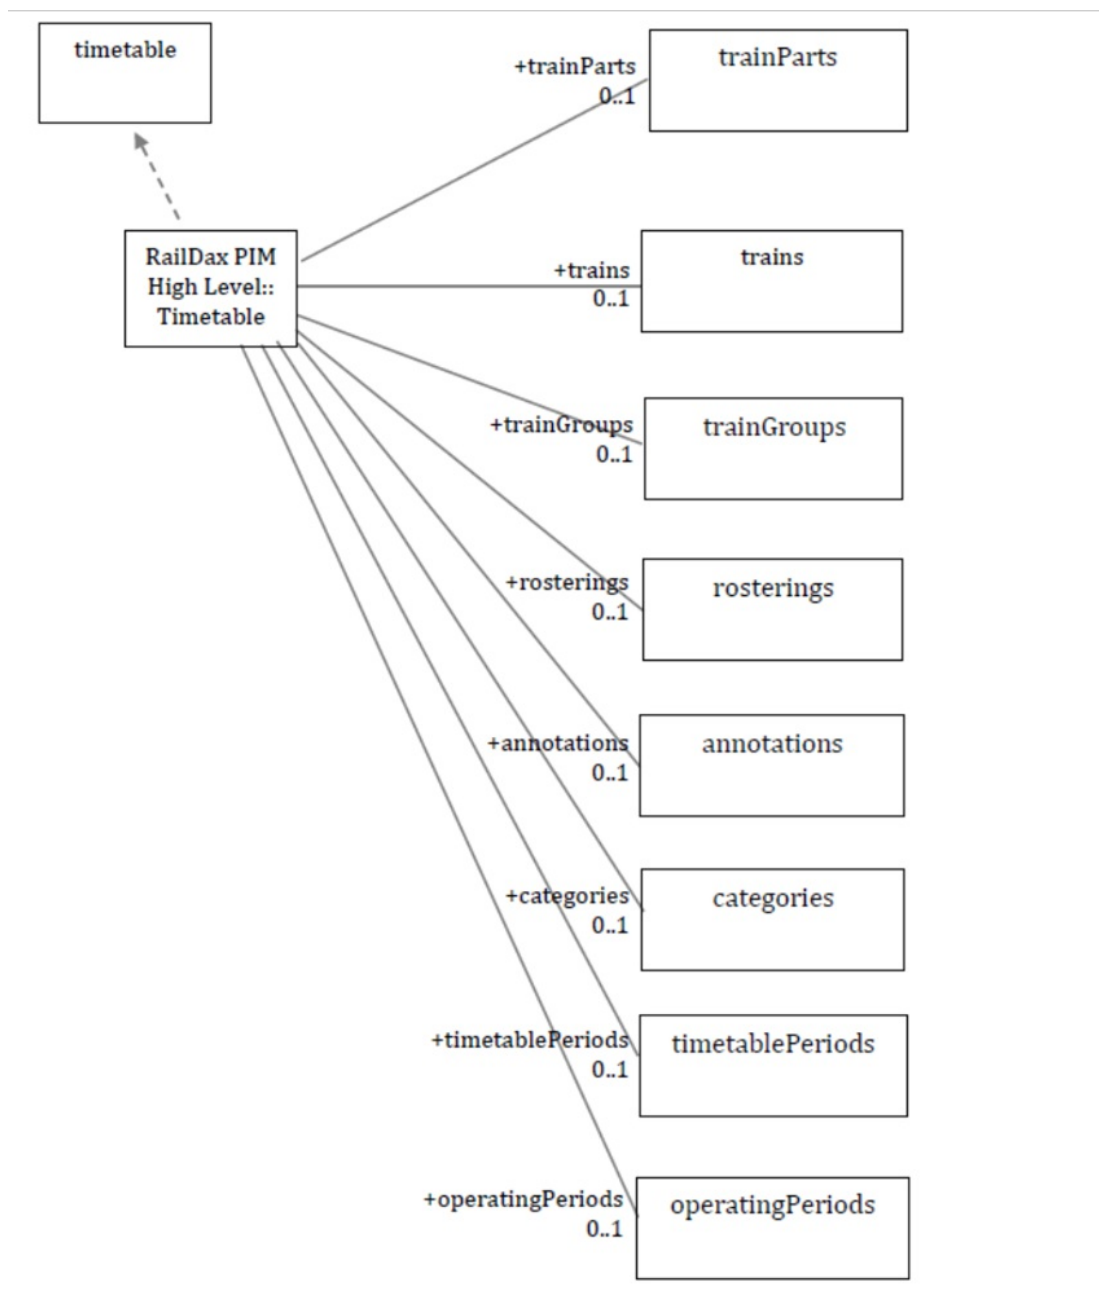 timetable
+trainParts
0..1
trainParts
RailDax PIM
High Level::
Timetable
+trains
0..1
trains
+trainGroups
0..1
trainGroups
+rosterings
0..1
rosterings
+annotations
0..1
annotations
+categories
0..1
categories
+timetablePeriods
0..1
timetablePeriods
+operatingPeriods
0..1
operatingPeriods